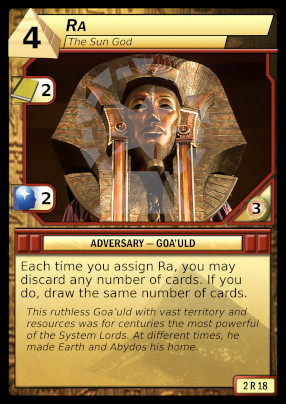 4
Ra
The Sun God
2
2
3
ADVERSARY — GOA'ULD
Each time you assign Ra, you may
discard any number of cards. If you
do, draw the same number of cards.
This ruthless Goa'uld with vast territory and
resources was for centuries the most powerful
of the System Lords. At different times, he
made Earth and Abydos his home.
2 R 18